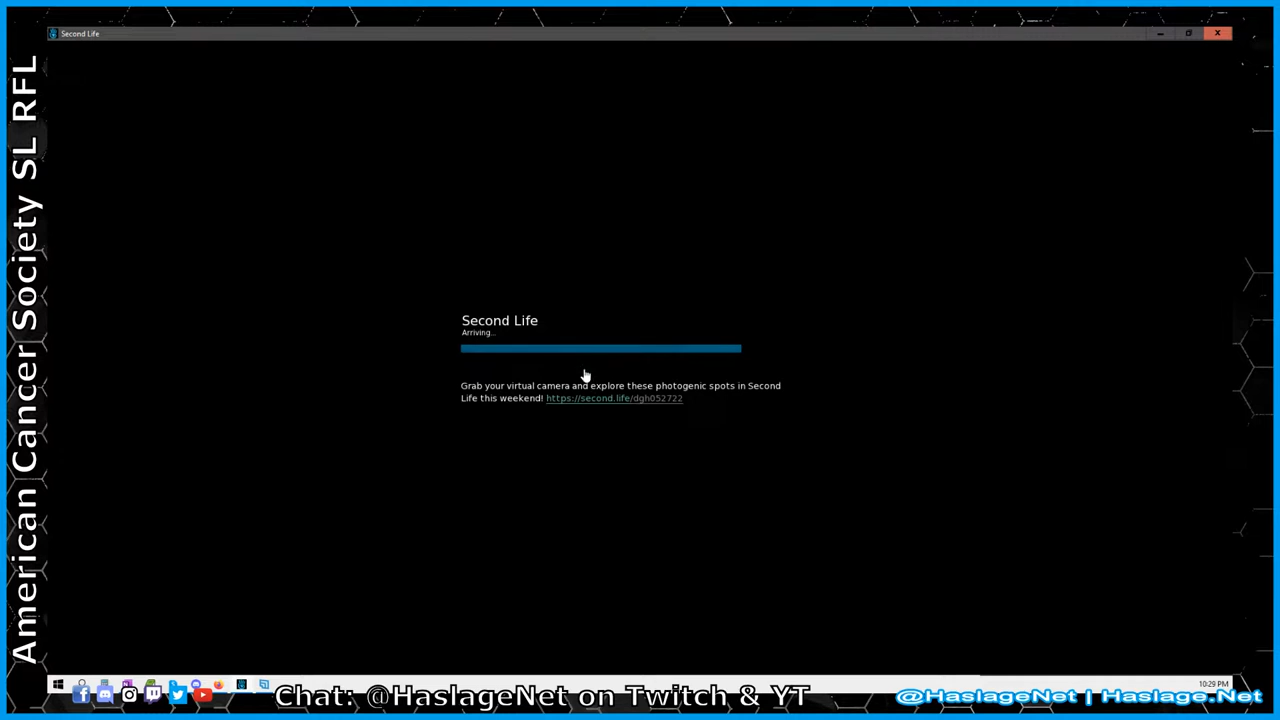 Second Life
American Cancer Society SL RFL
Second Life
Arriving...
Grab your virtual camera and explore these photogenic spots in Second
Life this weekend! https://second.life/dgh052722
10:29 PM
Chat: @HaslageNet on Twitch & YT
@HaslageNet | Haslage.Net